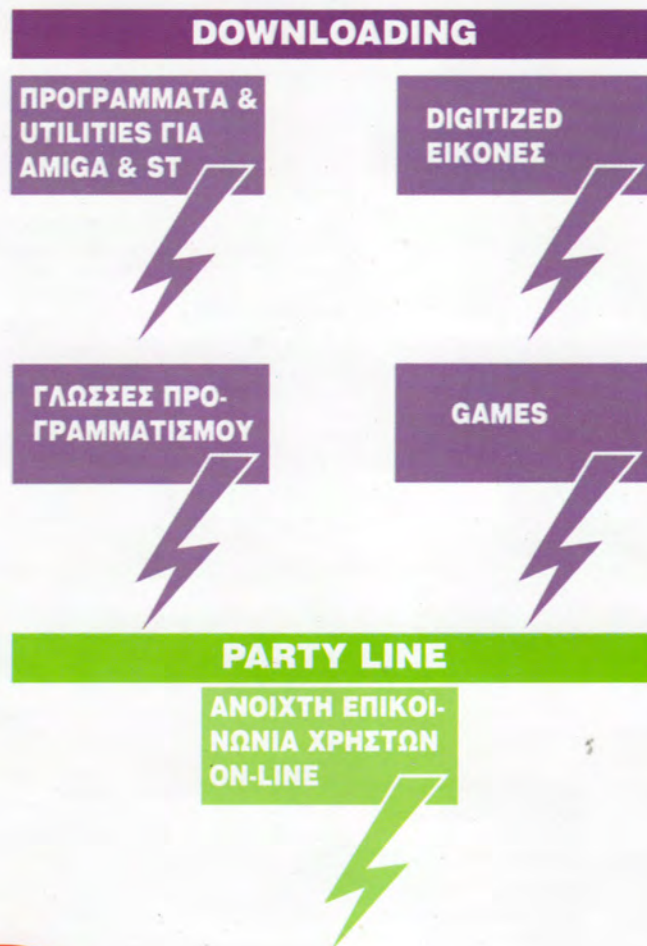 DOWNLOADING
ΠΡΟΓΡΑΜΜΑΤΑ &
UTILITIES ΓΙΑ
AMIGA & ST
DIGITIZED
ΕΙΚΟΝΕΣ
ΓΛΩΣΣΕΣ ΠΡΟ-
ΓΡΑΜΜΑΤΙΣΜΟΥ
GAMES
PARTY LINE
ΑΝΟΙΧΤΗ ΕΠΙΚΟΙ-
ΝΩΝΙΑ ΧΡΗΣΤΩΝ
ON-LINE